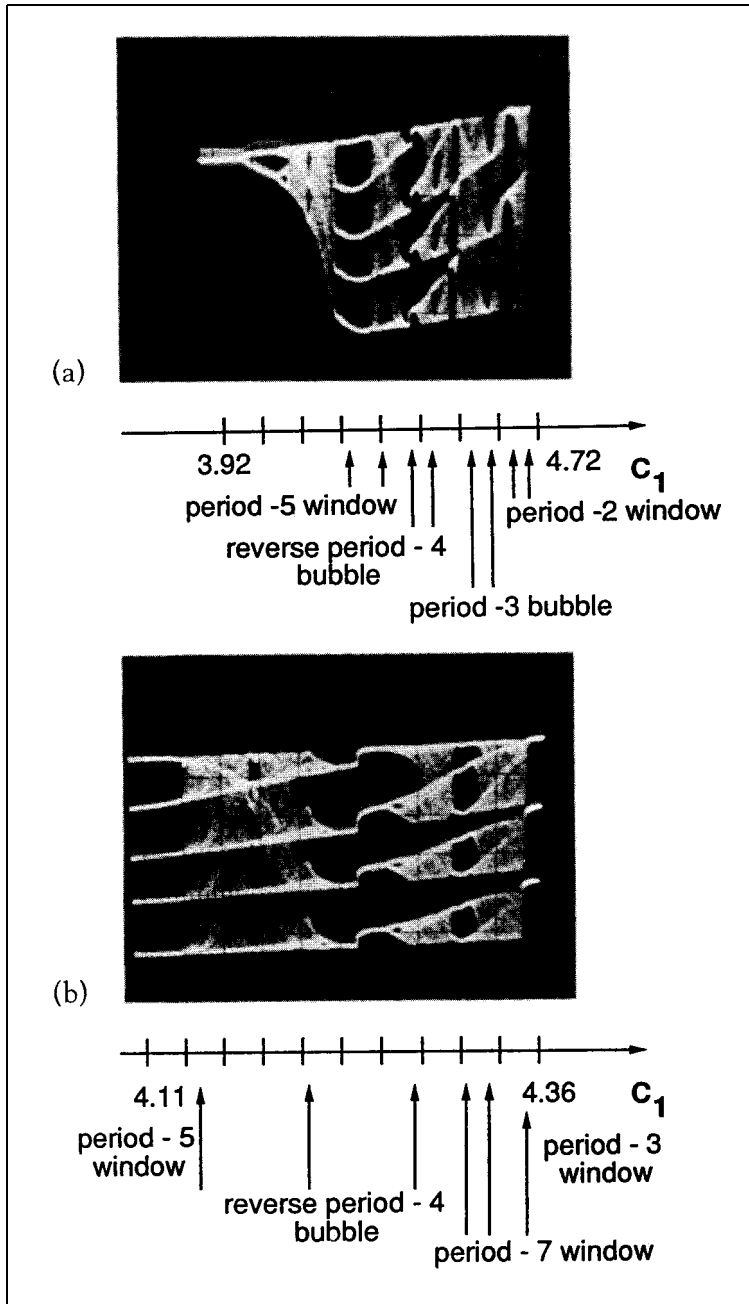 (a)
3.92
4.72
C1
period -5 window
period -2 window
reverse period - 4
bubble
period -3 bubble
(b)
4.11
4.36
C1
period - 5
window
period - 3
window
reverse period - 4
bubble
period - 7 window